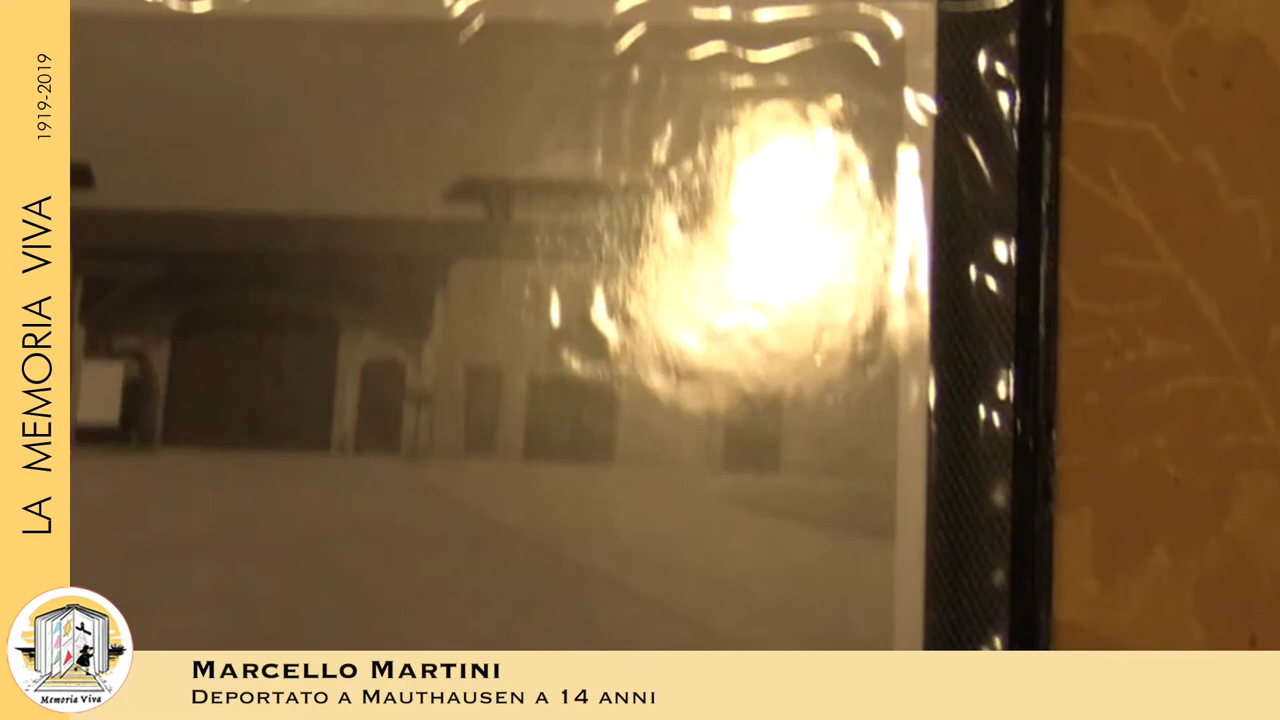 LA MEMORIA VIVA 1919-2019
Memoria Viva
MARCELLO MARTINI
DEPORTATO A MAUTHAUSEN A 14 ANNI